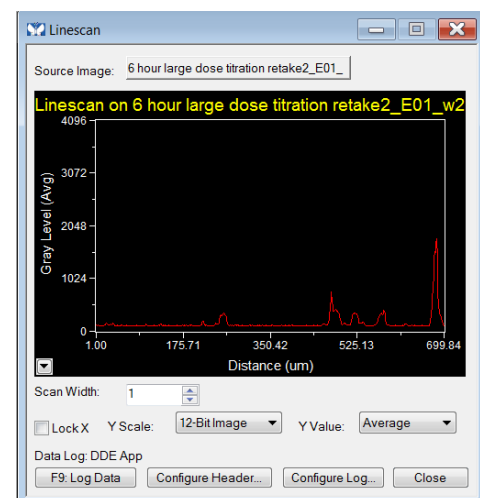 Linescan
Source Image: 6 hour large dose titration retake2_E01_
Linescan on 6 hour large dose titration retake2_E01_w2
4096
3072
2048
1024
0
Gray Level (Avg)
1.00 175.71 350.42 525.13 699.84
Distance (um)
Scan Width: 1
Lock X Y Scale: 12-Bit Image Y Value: Average
Data Log: DDE App
F9: Log Data Configure Header... Configure Log... Close